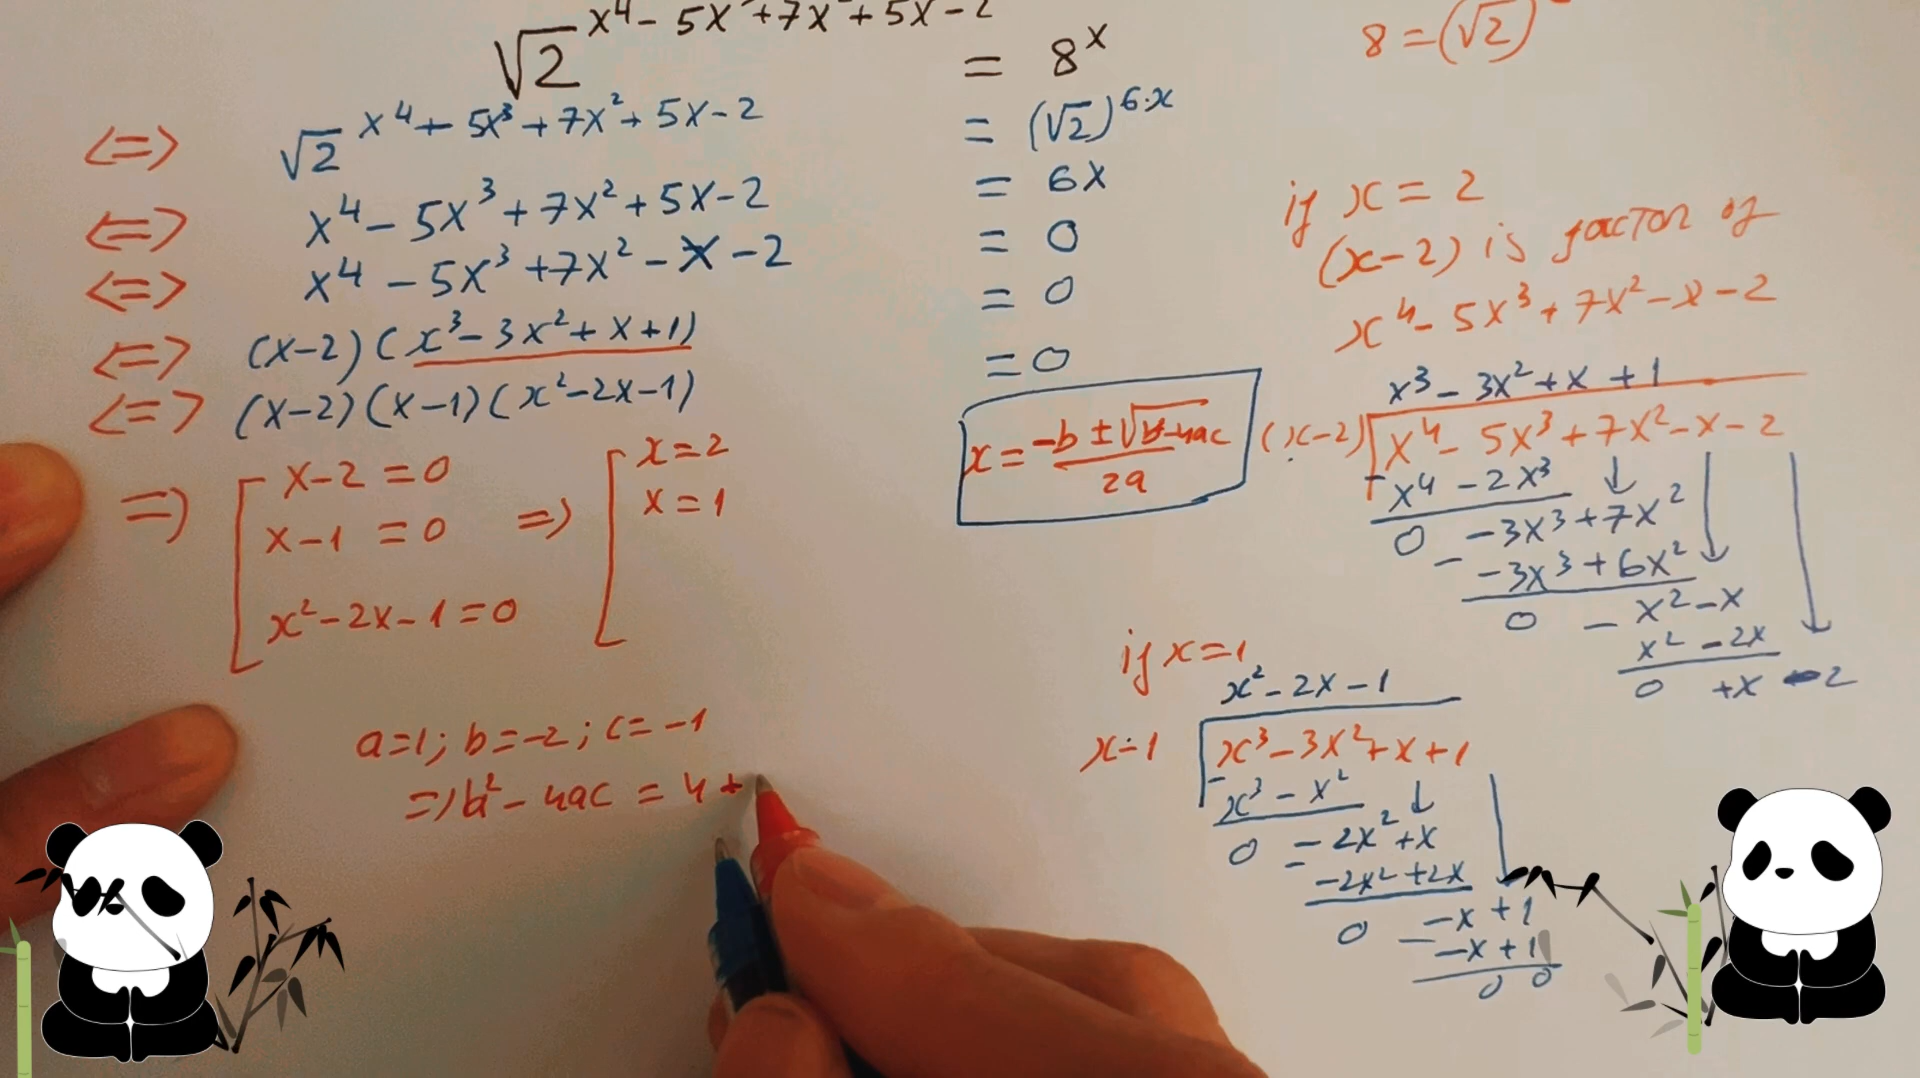 √2^(x⁴ - 5x³ + 7x² + 5x - 2) = 8^x
8 = (√2)
<=> √2^(x⁴ - 5x³ + 7x² + 5x - 2) = (√2)^(6·x)
<=> x⁴ - 5x³ + 7x² + 5x - 2 = 6x
<=> x⁴ - 5x³ + 7x² - x - 2 = 0
<=> (x-2)(x³ - 3x² + x + 1) = 0
<=> (x-2)(x-1)(x² - 2x - 1) = 0
=> [ x-2 = 0 => [ x = 2
x-1 = 0 x = 1
x² - 2x - 1 = 0
a=1; b=-2; c=-1
=> b² - 4ac = 4 +
x = (-b ± √(b²-4ac)) / 2a
if x = 2
(x-2) is factor of
x⁴ - 5x³ + 7x² - x - 2
x³ - 3x² + x + 1
(x-2) x⁴ - 5x³ + 7x² - x - 2
- x⁴ - 2x³
0 - 3x³ + 7x²
- -3x³ + 6x²
0 - x² - x
x² - 2x
0 +x - 2
if x=1
x² - 2x - 1
x-1 x³ - 3x² + x + 1
- x³ - x²
0 - 2x² + x
- -2x² + 2x
0 -x + 1
- -x + 1
0 0